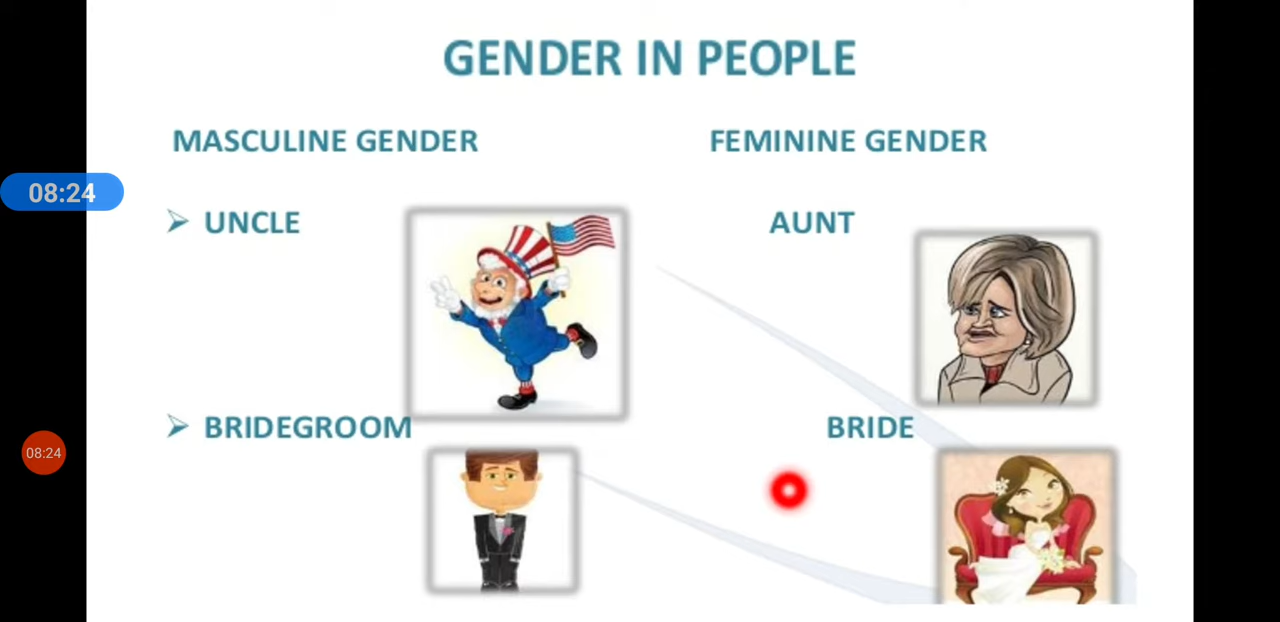 GENDER IN PEOPLE
MASCULINE GENDER FEMININE GENDER
08:24
➢ UNCLE AUNT
➢ BRIDEGROOM BRIDE
08:24